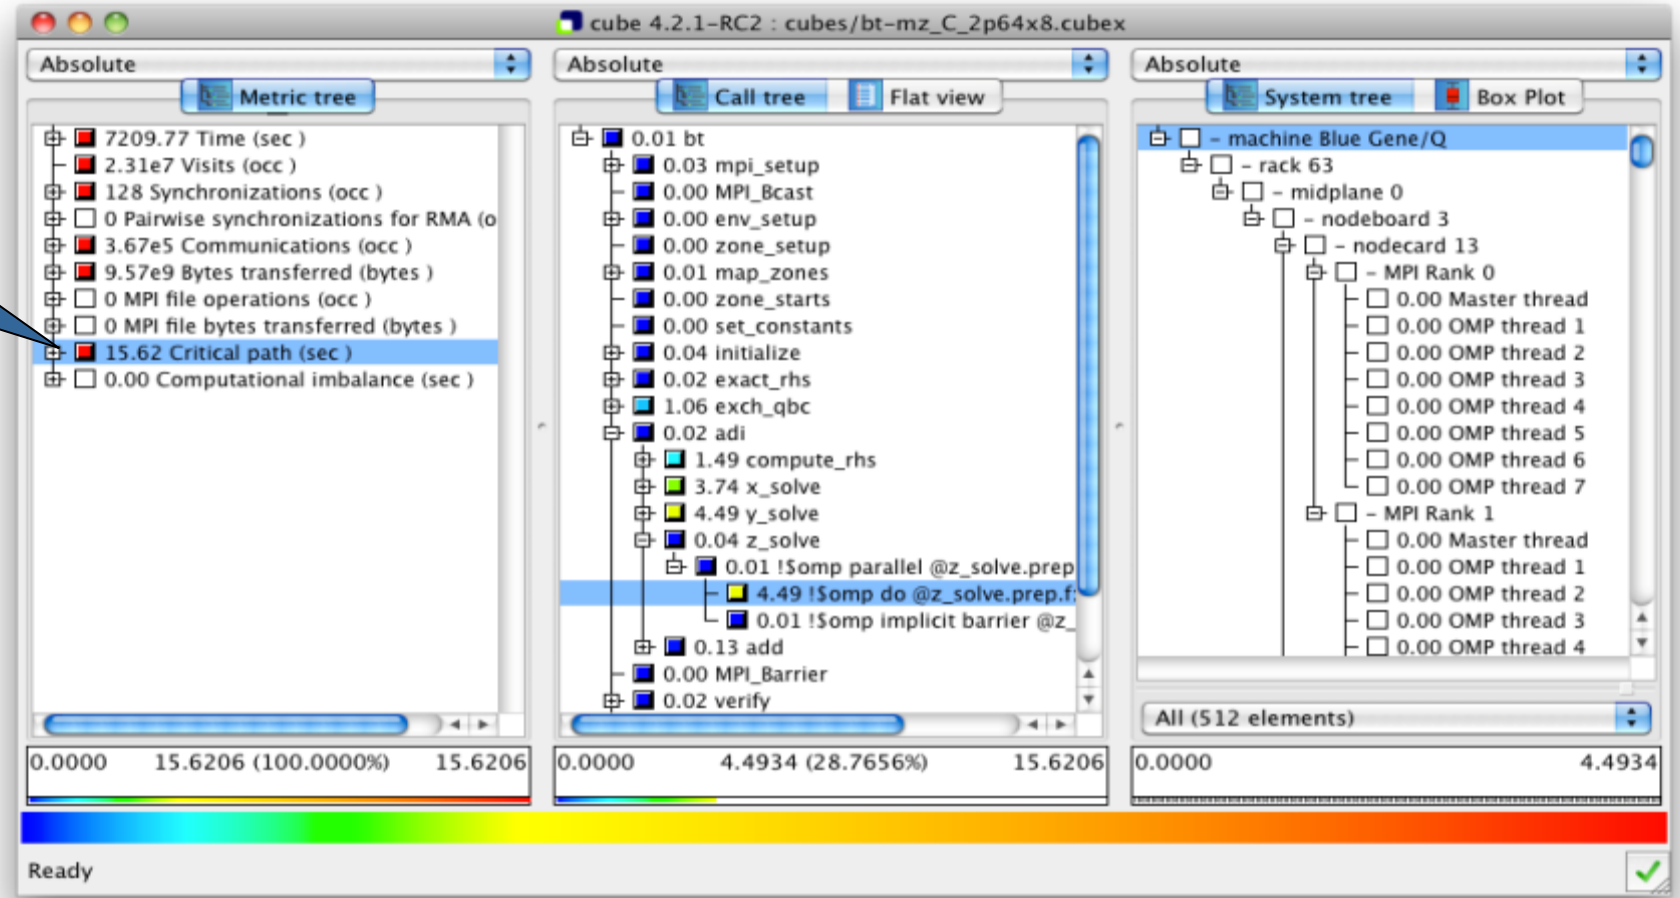 cube 4.2.1-RC2 : cubes/bt-mz_C_2p64x8.cubex
Absolute
Metric tree
7209.77 Time (sec )
2.31e7 Visits (occ )
128 Synchronizations (occ )
0 Pairwise synchronizations for RMA (o
3.67e5 Communications (occ )
9.57e9 Bytes transferred (bytes )
0 MPI file operations (occ )
0 MPI file bytes transferred (bytes )
15.62 Critical path (sec )
0.00 Computational imbalance (sec )
0.0000 15.6206 (100.0000%) 15.6206
Absolute
Call tree Flat view
0.01 bt
0.03 mpi_setup
0.00 MPI_Bcast
0.00 env_setup
0.00 zone_setup
0.01 map_zones
0.00 zone_starts
0.00 set_constants
0.04 initialize
0.02 exact_rhs
1.06 exch_qbc
0.02 adi
1.49 compute_rhs
3.74 x_solve
4.49 y_solve
0.04 z_solve
0.01 !$omp parallel @z_solve.prep
4.49 !$omp do @z_solve.prep.f:
0.01 !$omp implicit barrier @z_
0.13 add
0.00 MPI_Barrier
0.02 verify
0.0000 4.4934 (28.7656%) 15.6206
Absolute
System tree Box Plot
- machine Blue Gene/Q
- rack 63
- midplane 0
- nodeboard 3
- nodecard 13
- MPI Rank 0
0.00 Master thread
0.00 OMP thread 1
0.00 OMP thread 2
0.00 OMP thread 3
0.00 OMP thread 4
0.00 OMP thread 5
0.00 OMP thread 6
0.00 OMP thread 7
- MPI Rank 1
0.00 Master thread
0.00 OMP thread 1
0.00 OMP thread 2
0.00 OMP thread 3
0.00 OMP thread 4
All (512 elements)
0.0000 4.4934
Ready